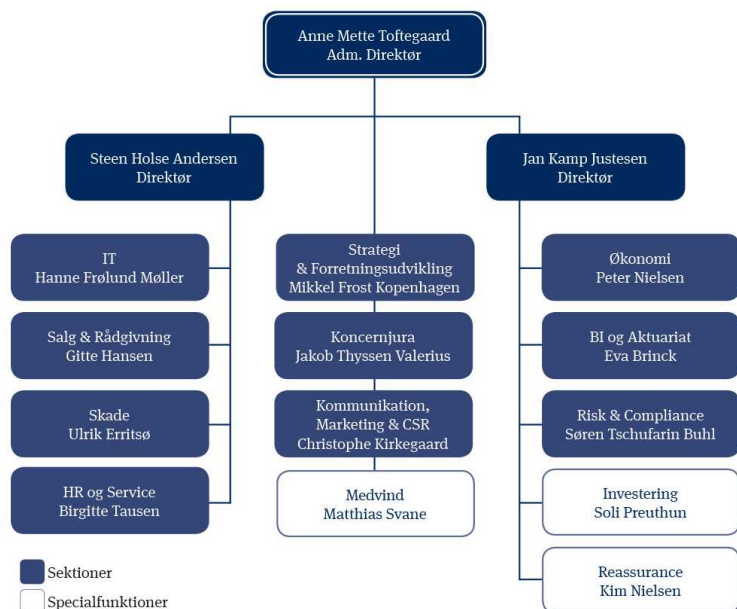 Anne Mette Toftegaard
Adm. Direktør
Steen Holse Andersen
Direktør
Jan Kamp Justesen
Direktør
IT
Hanne Frølund Møller
Salg & Rådgivning
Gitte Hansen
Skade
Ulrik Erritsø
HR og Service
Birgitte Tausen
Strategi
& Forretningsudvikling
Mikkel Frost Kopenhagen
Koncernjura
Jakob Thyssen Valerius
Kommunikation,
Marketing & CSR
Christophe Kirkegaard
Medvind
Matthias Svane
Økonomi
Peter Nielsen
BI og Aktuariat
Eva Brinck
Risk & Compliance
Søren Tschufarin Buhl
Investering
Soli Preuthun
Reassurance
Kim Nielsen
Sektioner
Specialfunktioner